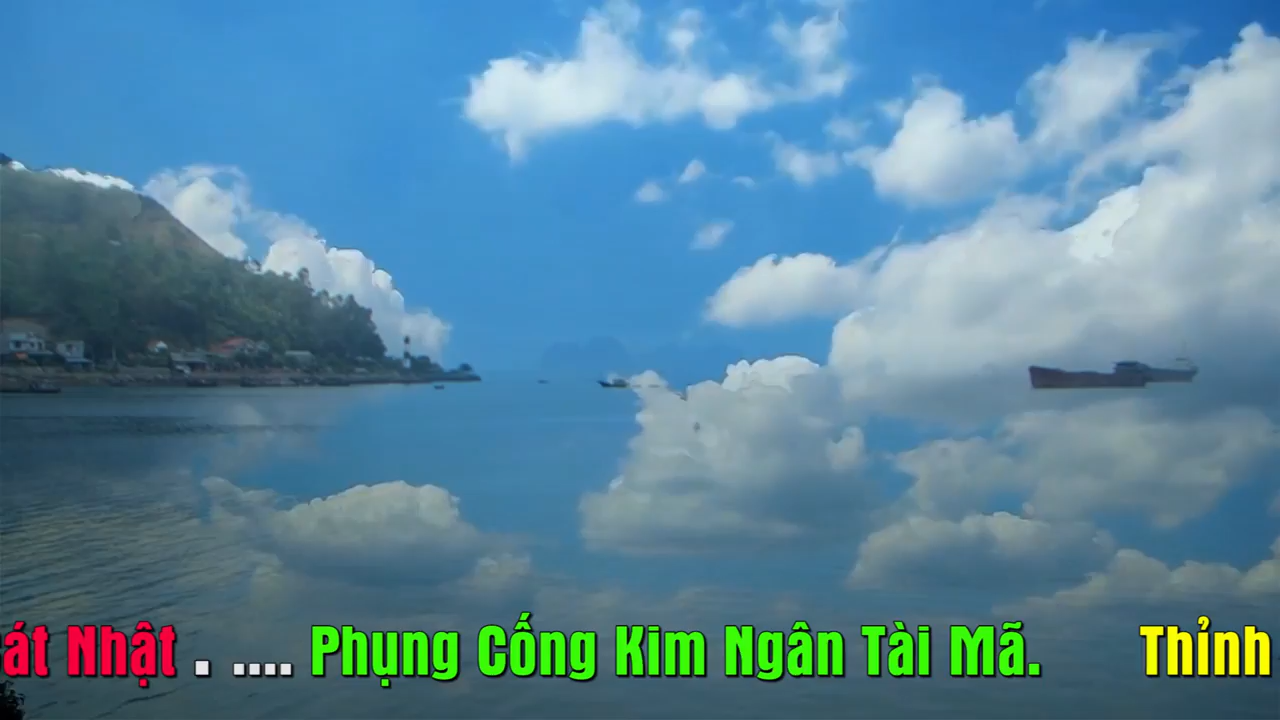 át Nhật . .... Phụng Cống Kim Ngân Tài Mã. Thỉnh